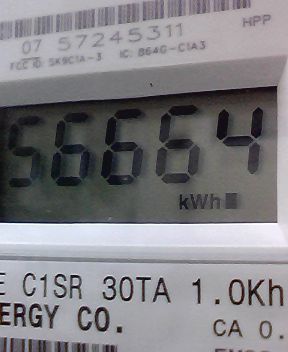 HPP
07 57245311
FCC ID: SK9C1A-3 IC: 864G-C1A3
56664
kWh
E C1SR 30TA 1.0Kh
ERGY CO.
CA 0.